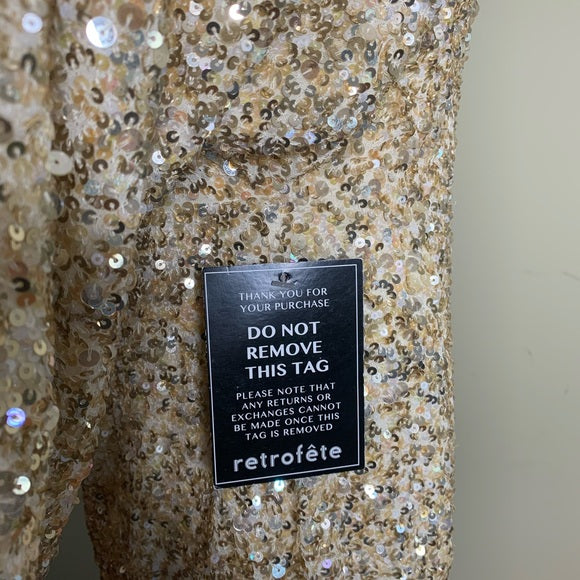 THANK YOU FOR
YOUR PURCHASE
DO NOT
REMOVE
THIS TAG
PLEASE NOTE THAT
ANY RETURNS OR
EXCHANGES CANNOT
BE MADE ONCE THIS
TAG IS REMOVED
retrofête